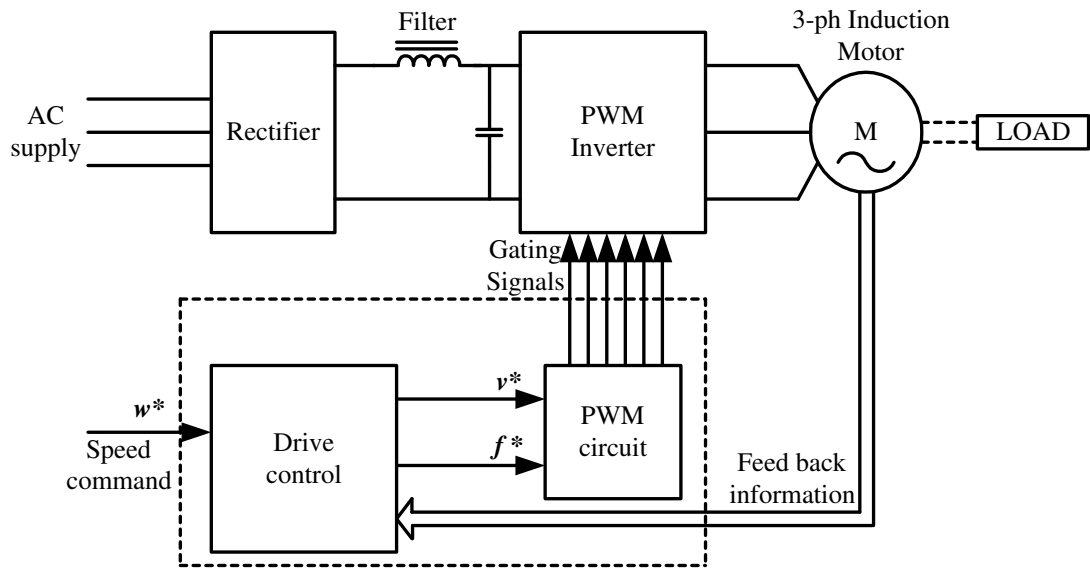 Filter
3-ph Induction
Motor
AC
supply
Rectifier
PWM
Inverter
M
LOAD
Gating
Signals
w*
Speed
command
Drive
control
v*
f*
PWM
circuit
Feed back
information